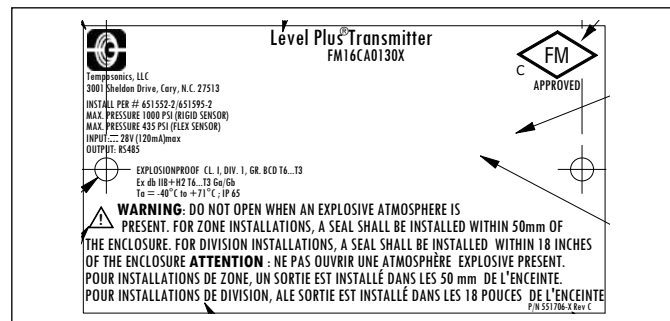 Level Plus® Transmitter
FM16CA0130X
FM
C
APPROVED
Temposonics, LLC
3001 Sheldon Drive, Cary, N.C. 27513
INSTALL PER # 651552-2/651595-2
MAX. PRESSURE 1000 PSI (RIGID SENSOR)
MAX. PRESSURE 435 PSI (FLEX SENSOR)
INPUT: 28V (120mA)max
OUTPUT: RS485
EXPLOSIONPROOF CL. I, DIV. 1, GR. BCD T6...T3
Ex db IIB+H2 T6...T3 Ga/Gb
Ta = -40°C to +71°C ; IP 65
WARNING: DO NOT OPEN WHEN AN EXPLOSIVE ATMOSPHERE IS
PRESENT. FOR ZONE INSTALLATIONS, A SEAL SHALL BE INSTALLED WITHIN 50mm OF
THE ENCLOSURE. FOR DIVISION INSTALLATIONS, A SEAL SHALL BE INSTALLED WITHIN 18 INCHES
OF THE ENCLOSURE ATTENTION : NE PAS OUVRIR UNE ATMOSPHÈRE EXPLOSIVE PRESENT.
POUR INSTALLATIONS DE ZONE, UN SORTIE EST INSTALLÉ DANS LES 50 mm DE L'ENCEINTE.
POUR INSTALLATIONS DE DIVISION, ALE SORTIE EST INSTALLÉ DANS LES 18 POUCES DE L'ENCEINTE
P/N 551706-X Rev C